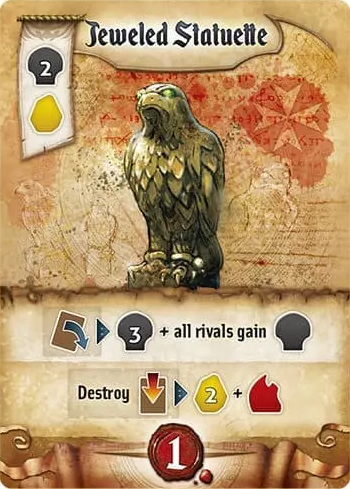 Jeweled Statuette
2
3 + all rivals gain
Destroy 2 +
1